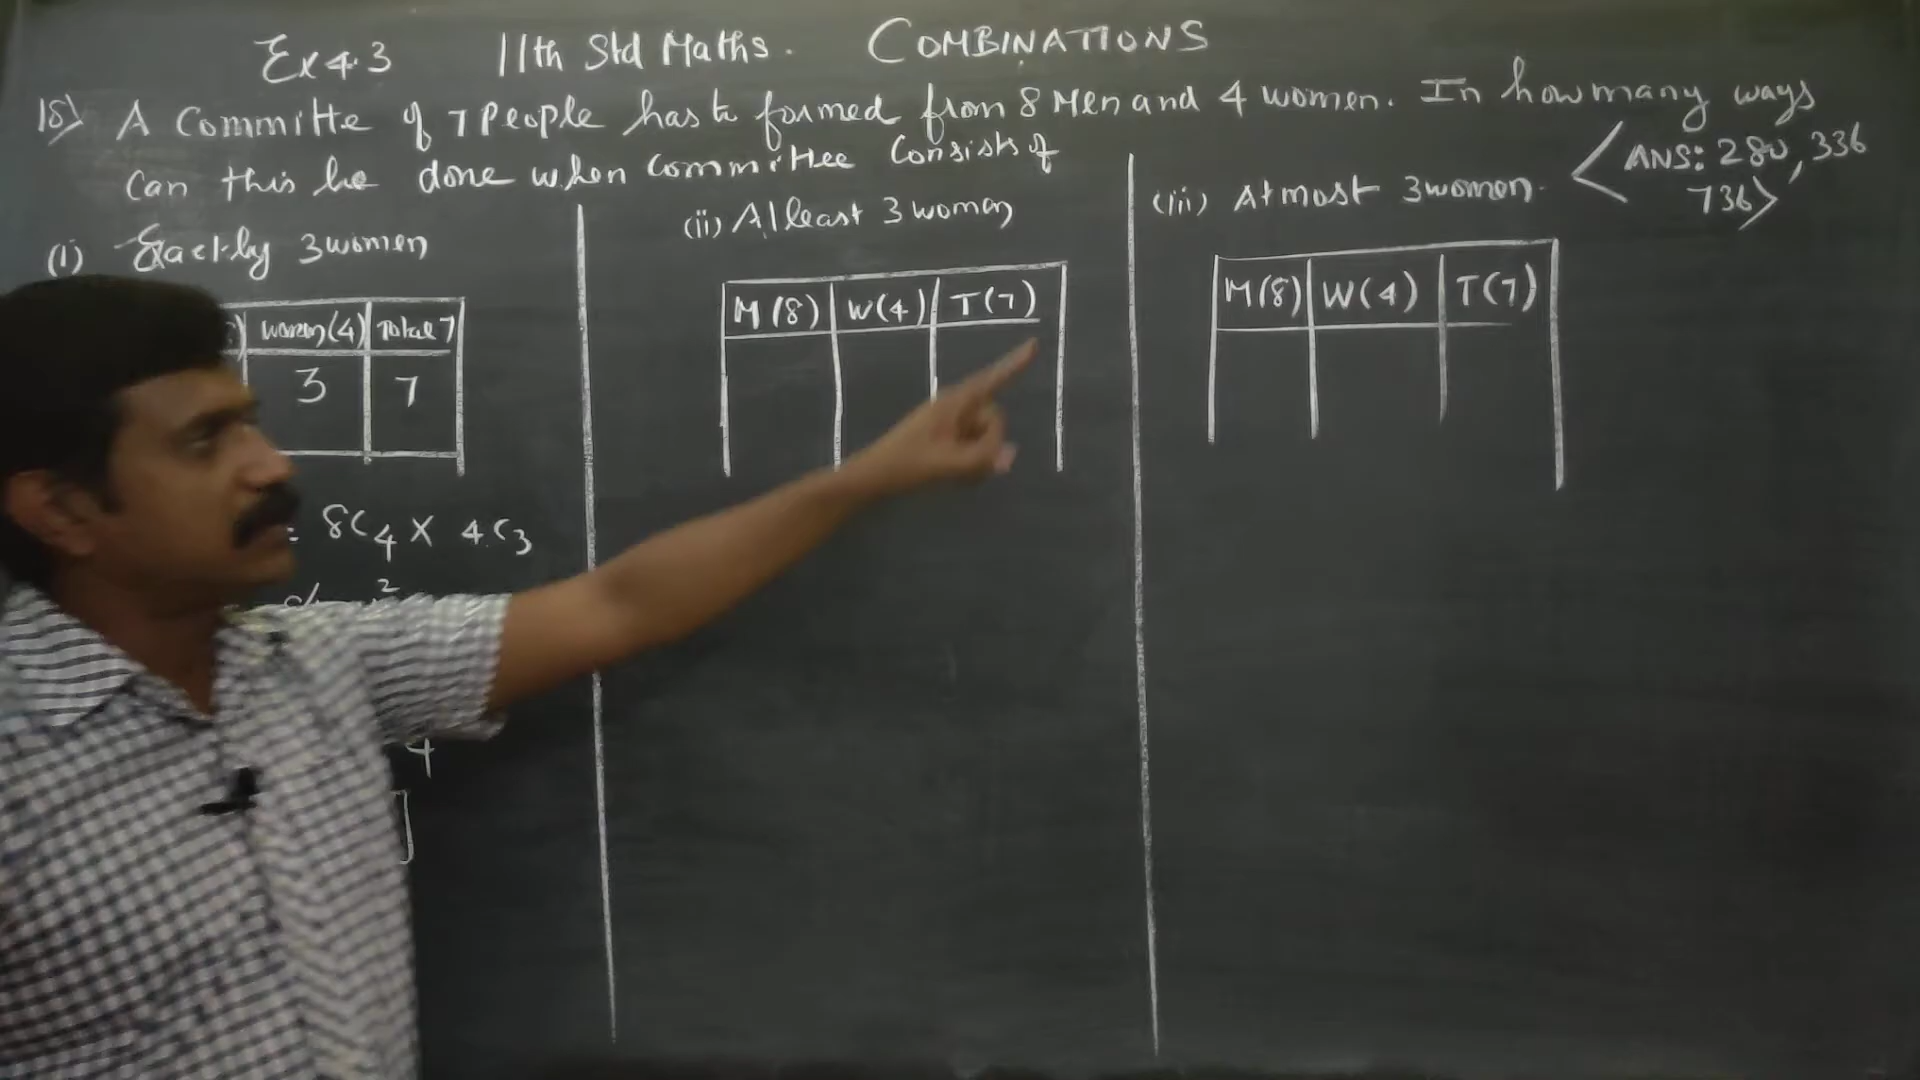 Ex 4.3 11th Std Maths. COMBINATIONS
18) A Committe of 7 People has to formed from 8 Men and 4 women. In how many ways
can this be done when committee Consists of
< ANS: 280, 336
736 >
(i) Exactly 3 women
women(4) Total 7
3 7
= 8C4 X 4C3
2
4
]
(ii) Atleast 3 women
M(8) W(4) T(7)
(iii) Atmost 3 women.
M(8) W(4) T(7)